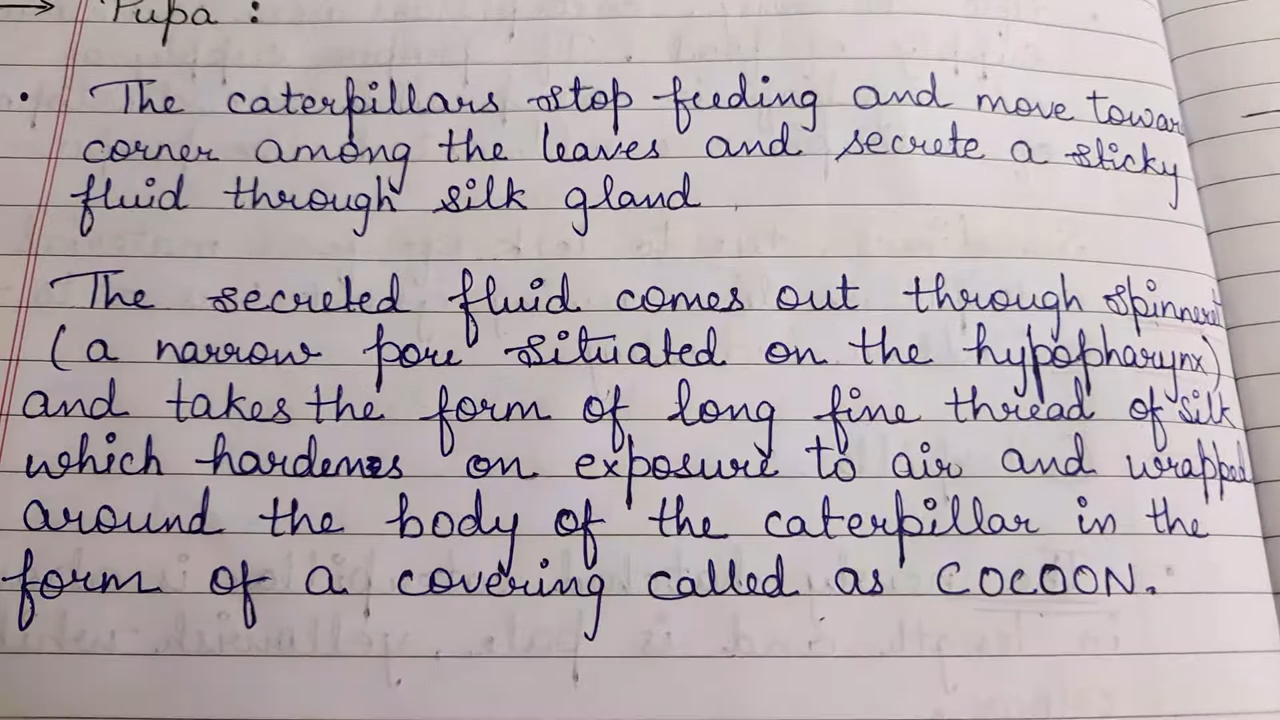 → Pupa :
• The caterpillars stop feeding and move towar
corner among the leaves and secrete a sticky
fluid through silk gland
The secreted fluid comes out through spinneret
(a narrow pore situated on the hypopharynx)
and takes the form of long fine thread of silk
which hardenes on exposure to air and wrapped
around the body of the caterpillar in the
form of a covering called as COCOON.